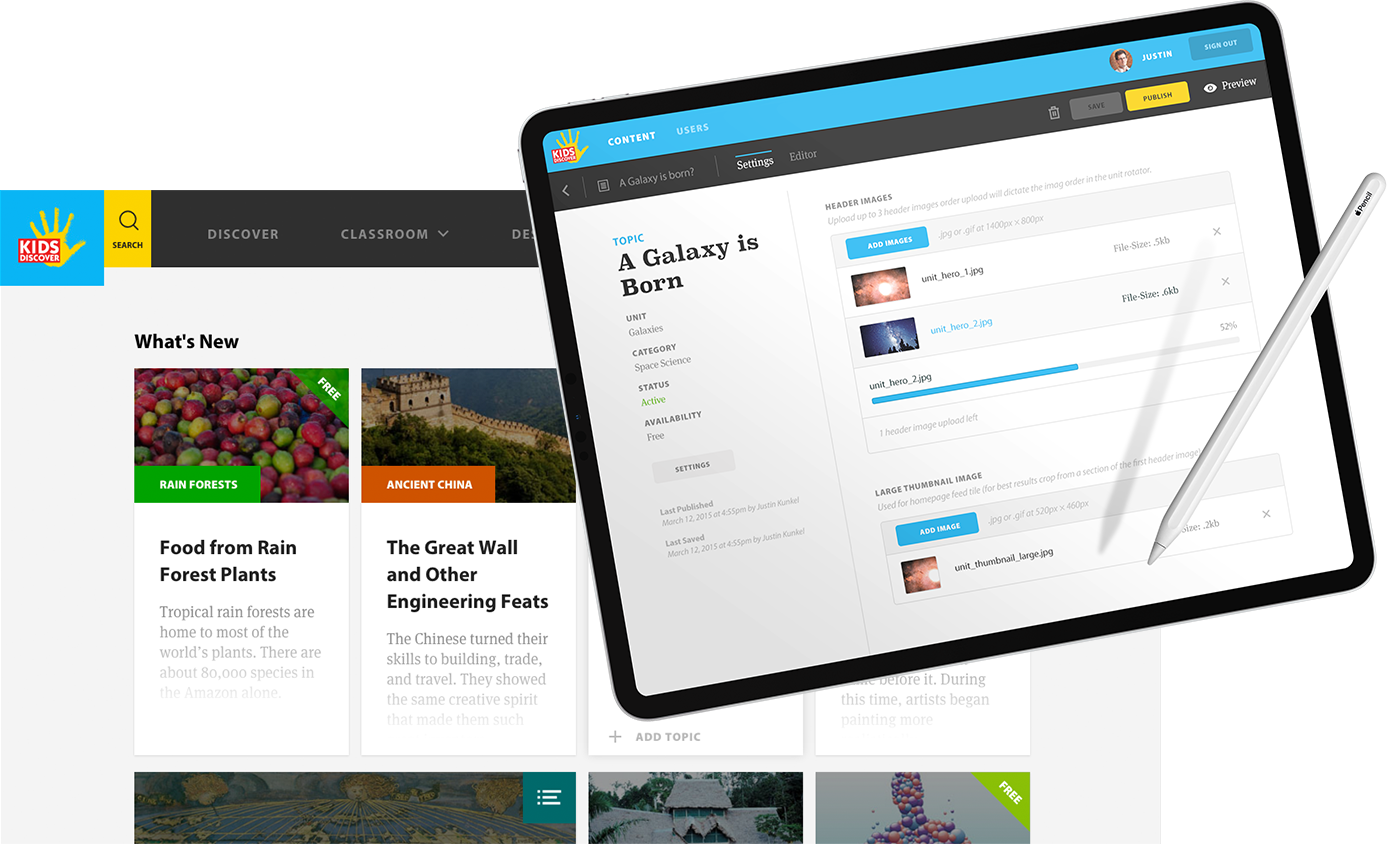 KIDS
DISCOVER
SEARCH
DISCOVER
CLASSROOM
What's New
FREE
RAIN FORESTS
Food from Rain
Forest Plants
Tropical rain forests are
home to most of the
world's plants. There are
about 80,000 species in
the Amazon alone.
ANCIENT CHINA
The Great Wall
and Other
Engineering Feats
The Chinese turned their
skills to building, trade,
and travel. They showed
the same creative spirit
that made them such
ADD TOPIC
before it. During
this time, artists began
painting more
FREE
KIDS
DISCOVER
CONTENT
USERS
JUSTIN
SIGN OUT
A Galaxy is born?
Settings
Editor
SAVE
PUBLISH
Preview
TOPIC
A Galaxy is
Born
UNIT
Galaxies
CATEGORY
Space Science
STATUS
Active
AVAILABILITY
Free
SETTINGS
Last Published
March 12, 2015 at 4:55pm by Justin Kunkel
Last Saved
March 12, 2015 at 4:55pm by Justin Kunkel
HEADER IMAGES
Upload up to 3 header images order upload will dictate the imag order in the unit rotator.
ADD IMAGES
.jpg or .gif at 1400px × 800px
unit_hero_1.jpg
File-Size: .5kb
unit_hero_2.jpg
File-Size: .6kb
unit_hero_2.jpg
52%
1 header image upload left
LARGE THUMBNAIL IMAGE
Used for homepage feed tile (for best results crop from a section of the first header image)
ADD IMAGE
.jpg or .gif at 520px × 460px
unit_thumbnail_large.jpg
.2kb
Pencil